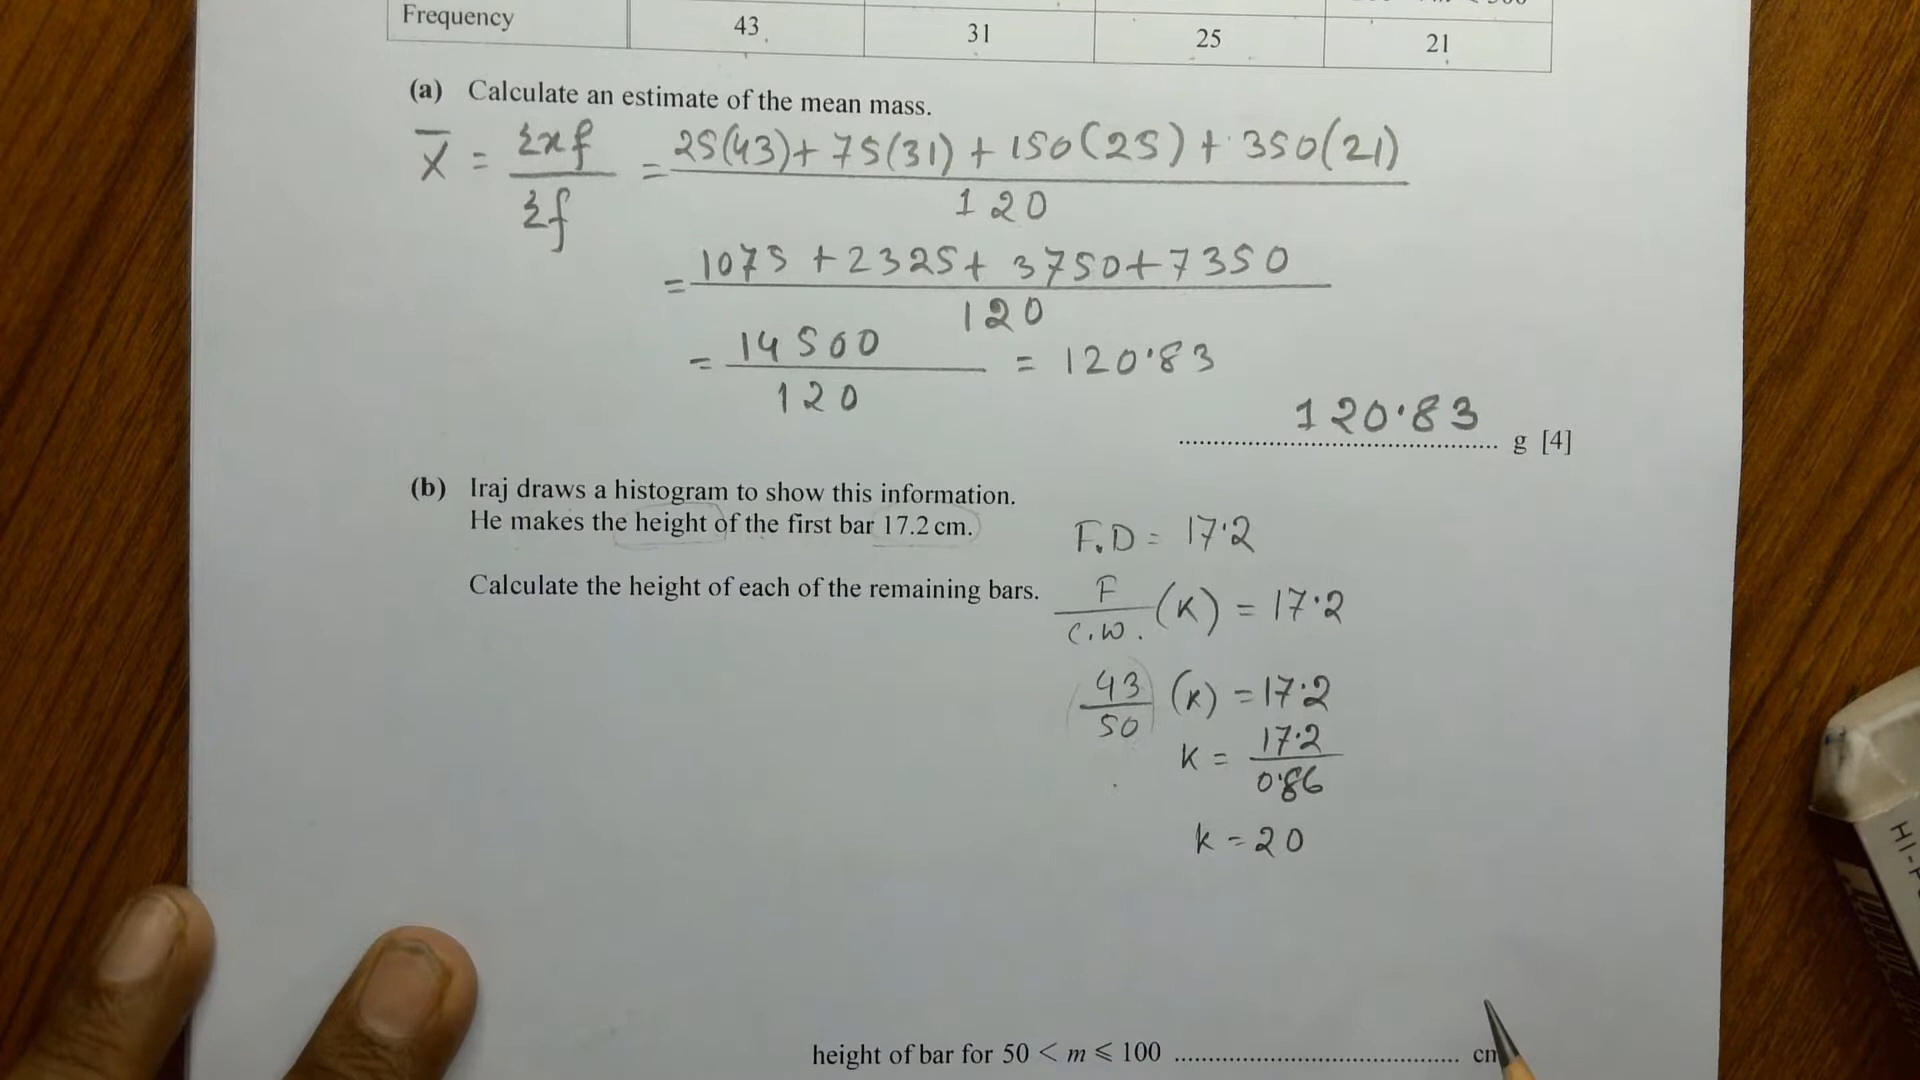 Frequency 43 31 25 21
(a) Calculate an estimate of the mean mass.
x̄ = Σxf / Σf = 25(43) + 75(31) + 150(25) + 350(21) / 120
= 1075 + 2325 + 3750 + 7350 / 120
= 14500 / 120 = 120.83
120.83
g [4]
(b) Iraj draws a histogram to show this information.
He makes the height of the first bar 17.2 cm.
F.D = 17.2
Calculate the height of each of the remaining bars.
F / C.W. (K) = 17.2
43 / 50 (K) = 17.2
K = 17.2 / 0.86
k = 20
height of bar for 50 < m ⩽ 100
HI-